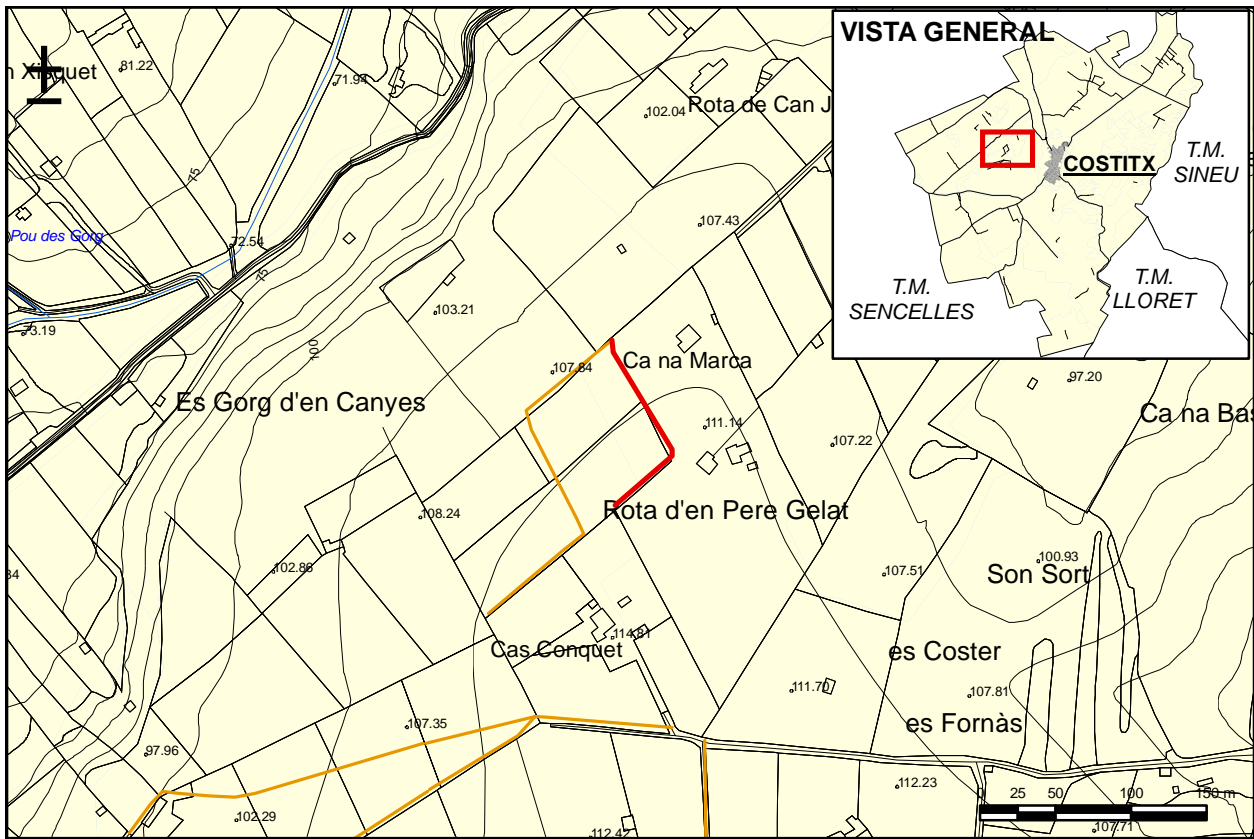 VISTA GENERAL
COSTITX
T.M.
SINEU
T.M.
LLORET
T.M.
SENCELLES
Xisquet
81.22
71.94
102.04
Rota de Can J
75
107.43
Pou des Gorg
72.54
75
103.21
73.19
100
107.84
Ca na Marca
97.20
Es Gorg d'en Canyes
Ca na Bas
111.14
107.22
108.24
Rota d'en Pere Gelat
100.93
102.86
107.51
Son Sort
114.81
Cas Conquet
es Coster
111.70
107.81
107.35
es Fornàs
97.96
112.23
0 25 50 100 150 m
102.29
112.42
107.71